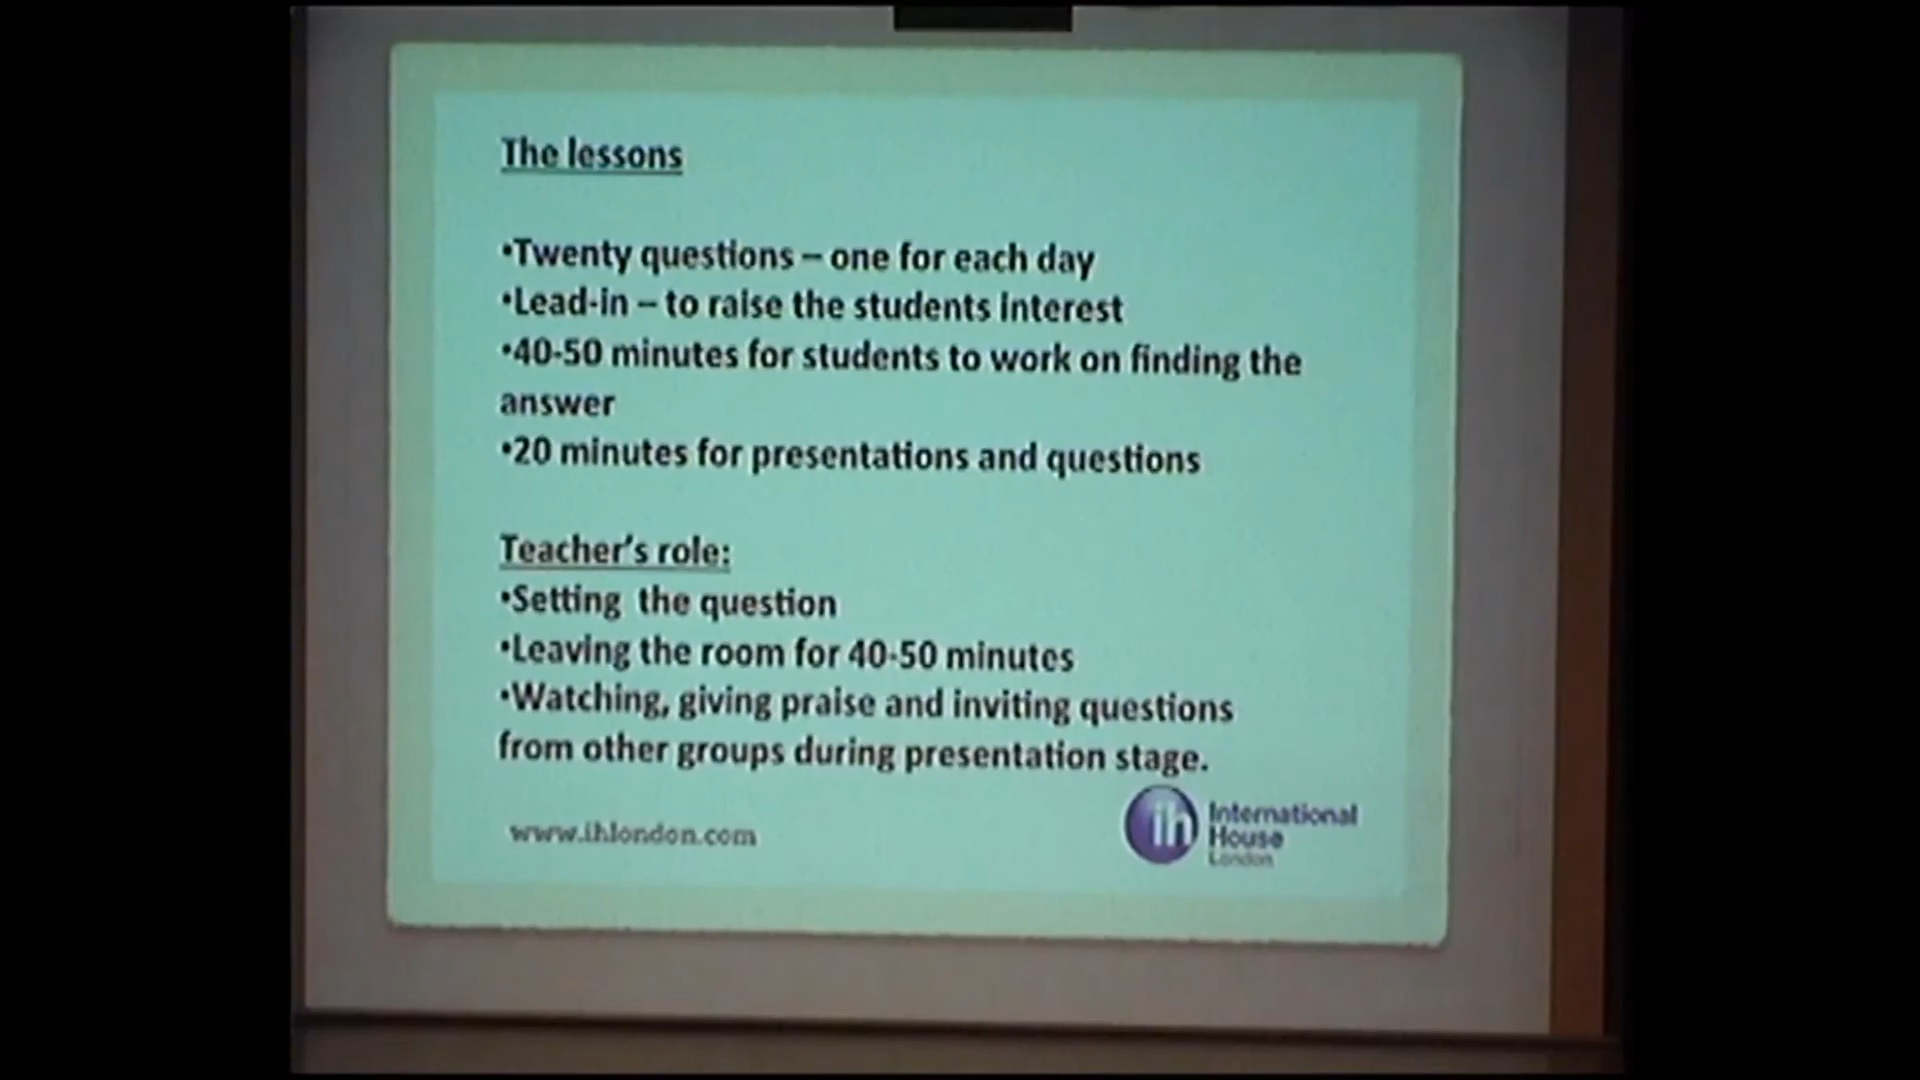 The lessons
•Twenty questions – one for each day
•Lead-in – to raise the students interest
•40-50 minutes for students to work on finding the
answer
•20 minutes for presentations and questions
Teacher's role:
•Setting the question
•Leaving the room for 40-50 minutes
•Watching, giving praise and inviting questions
from other groups during presentation stage.
www.ihlondon.com
ih
International
House
London